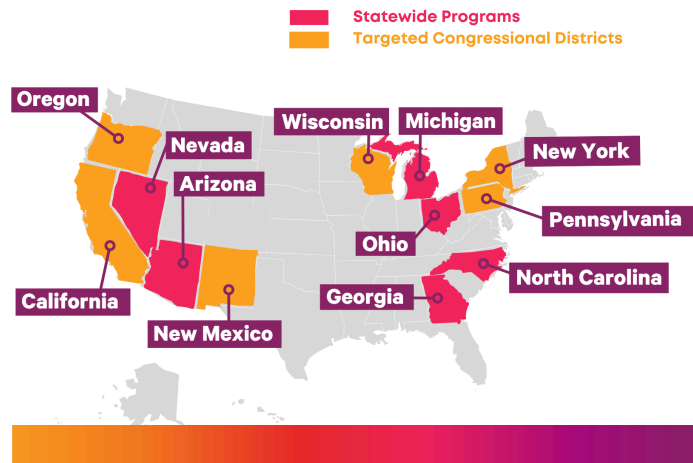 Statewide Programs
Targeted Congressional Districts
Oregon
Nevada
Arizona
California
New Mexico
Wisconsin
Michigan
New York
Pennsylvania
Ohio
North Carolina
Georgia